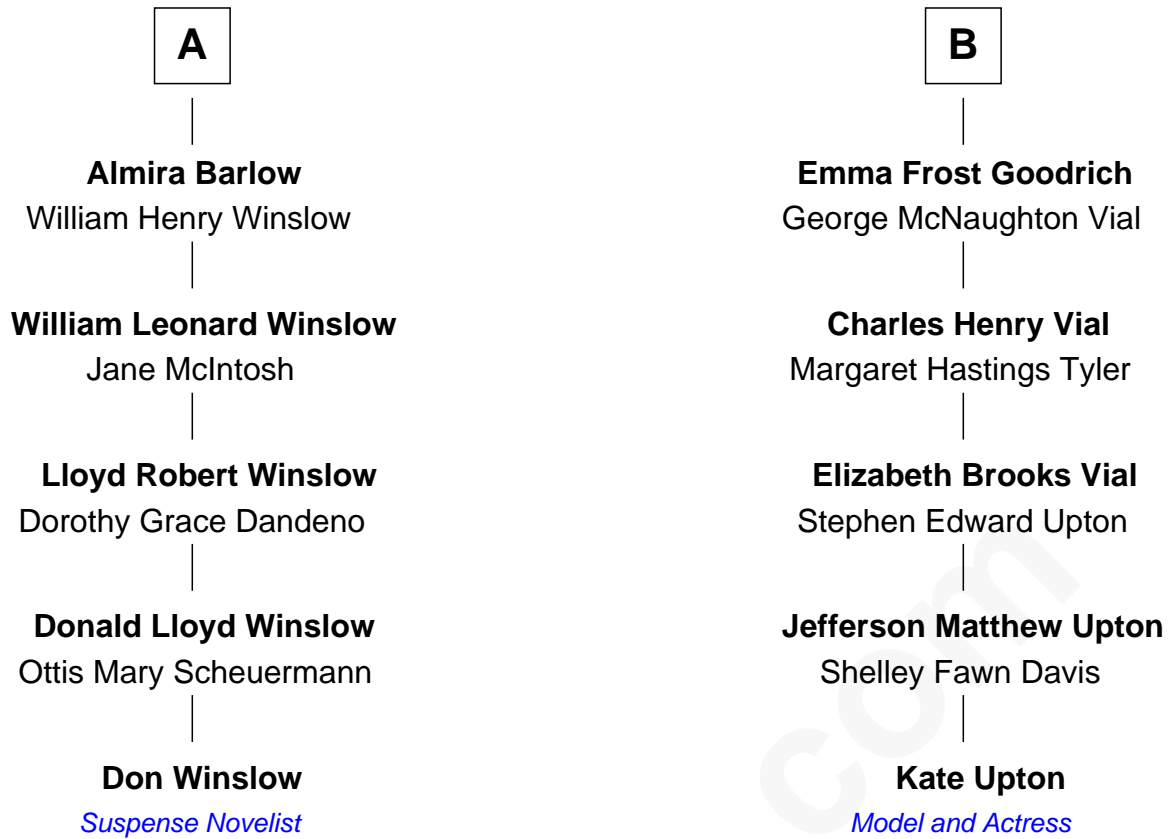 A
Almira Barlow
William Henry Winslow
William Leonard Winslow
Jane McIntosh
Lloyd Robert Winslow
Dorothy Grace Dandeno
Donald Lloyd Winslow
Ottis Mary Scheuermann
Don Winslow
Suspense Novelist
B
Emma Frost Goodrich
George McNaughton Vial
Charles Henry Vial
Margaret Hastings Tyler
Elizabeth Brooks Vial
Stephen Edward Upton
Jefferson Matthew Upton
Shelley Fawn Davis
Kate Upton
Model and Actress
com